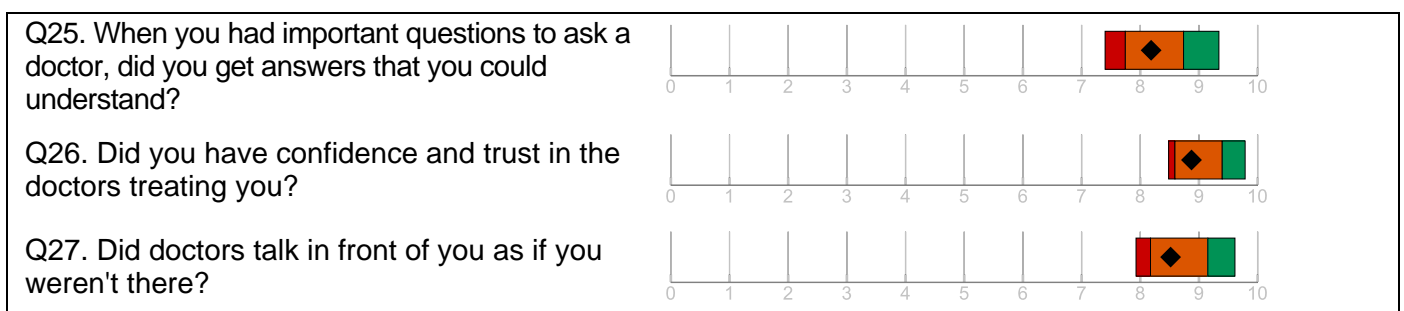 Q25. When you had important questions to ask a
doctor, did you get answers that you could
understand?
0 1 2 3 4 5 6 7 8 9 10
Q26. Did you have confidence and trust in the
doctors treating you?
0 1 2 3 4 5 6 7 8 9 10
Q27. Did doctors talk in front of you as if you
weren't there?
0 1 2 3 4 5 6 7 8 9 10